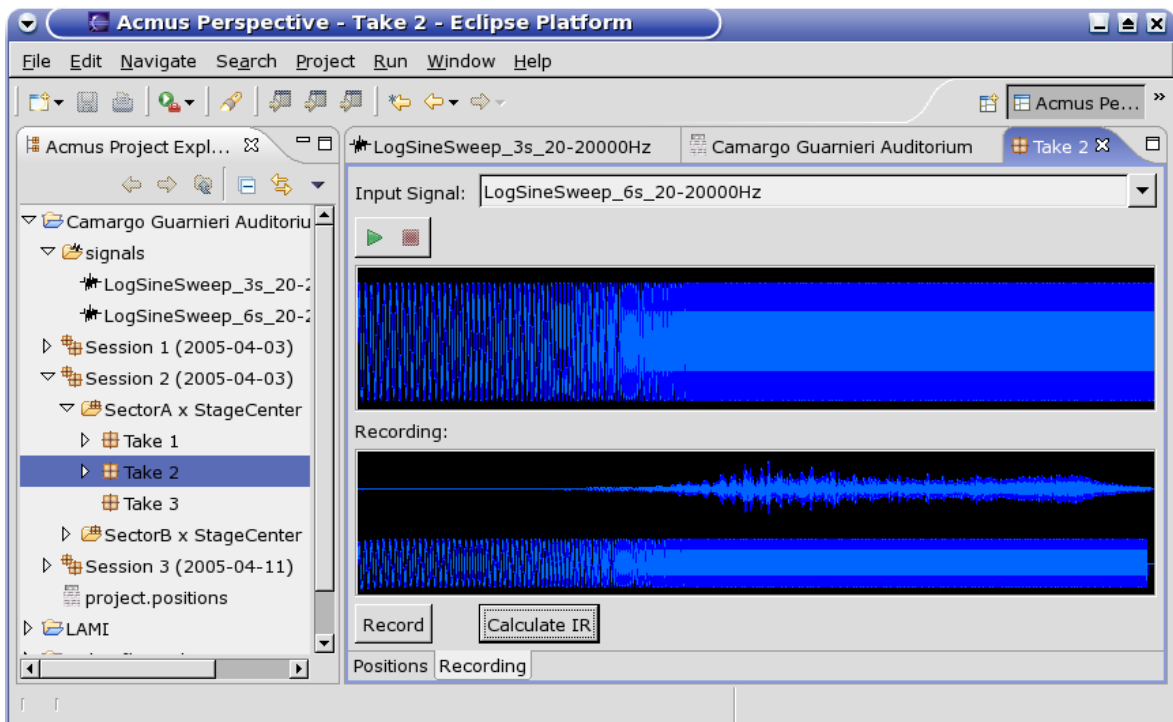 Acmus Perspective - Take 2 - Eclipse Platform
File Edit Navigate Search Project Run Window Help
Acmus Pe... »
Acmus Project Expl...
LogSineSweep_3s_20-20000Hz
Camargo Guarnieri Auditorium
Take 2
Input Signal: LogSineSweep_6s_20-20000Hz
Camargo Guarnieri Auditoriu
signals
LogSineSweep_3s_20-2
LogSineSweep_6s_20-2
Session 1 (2005-04-03)
Session 2 (2005-04-03)
SectorA x StageCenter
Take 1
Take 2
Take 3
SectorB x StageCenter
Session 3 (2005-04-11)
project.positions
LAMI
Recording:
Record Calculate IR
Positions Recording